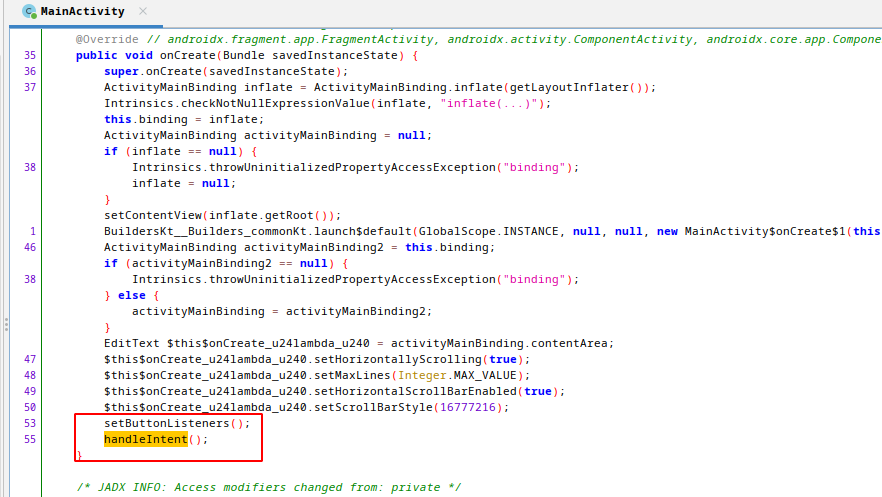 MainActivity
@Override // androidx.fragment.app.FragmentActivity, androidx.activity.ComponentActivity, androidx.core.app.Compone
35 public void onCreate(Bundle savedInstanceState) {
36 super.onCreate(savedInstanceState);
37 ActivityMainBinding inflate = ActivityMainBinding.inflate(getLayoutInflater());
Intrinsics.checkNotNullExpressionValue(inflate, "inflate(...)");
this.binding = inflate;
ActivityMainBinding activityMainBinding = null;
if (inflate == null) {
38 Intrinsics.throwUninitializedPropertyAccessException("binding");
inflate = null;
}
setContentView(inflate.getRoot());
1 BuildersKt__Builders_commonKt.launch$default(GlobalScope.INSTANCE, null, null, new MainActivity$onCreate$1(this
46 ActivityMainBinding activityMainBinding2 = this.binding;
if (activityMainBinding2 == null) {
38 Intrinsics.throwUninitializedPropertyAccessException("binding");
} else {
activityMainBinding = activityMainBinding2;
}
EditText $this$onCreate_u24lambda_u240 = activityMainBinding.contentArea;
47 $this$onCreate_u24lambda_u240.setHorizontallyScrolling(true);
48 $this$onCreate_u24lambda_u240.setMaxLines(Integer.MAX_VALUE);
49 $this$onCreate_u24lambda_u240.setHorizontalScrollBarEnabled(true);
50 $this$onCreate_u24lambda_u240.setScrollBarStyle(16777216);
53 setButtonListeners();
55 handleIntent();
}
/* JADX INFO: Access modifiers changed from: private */